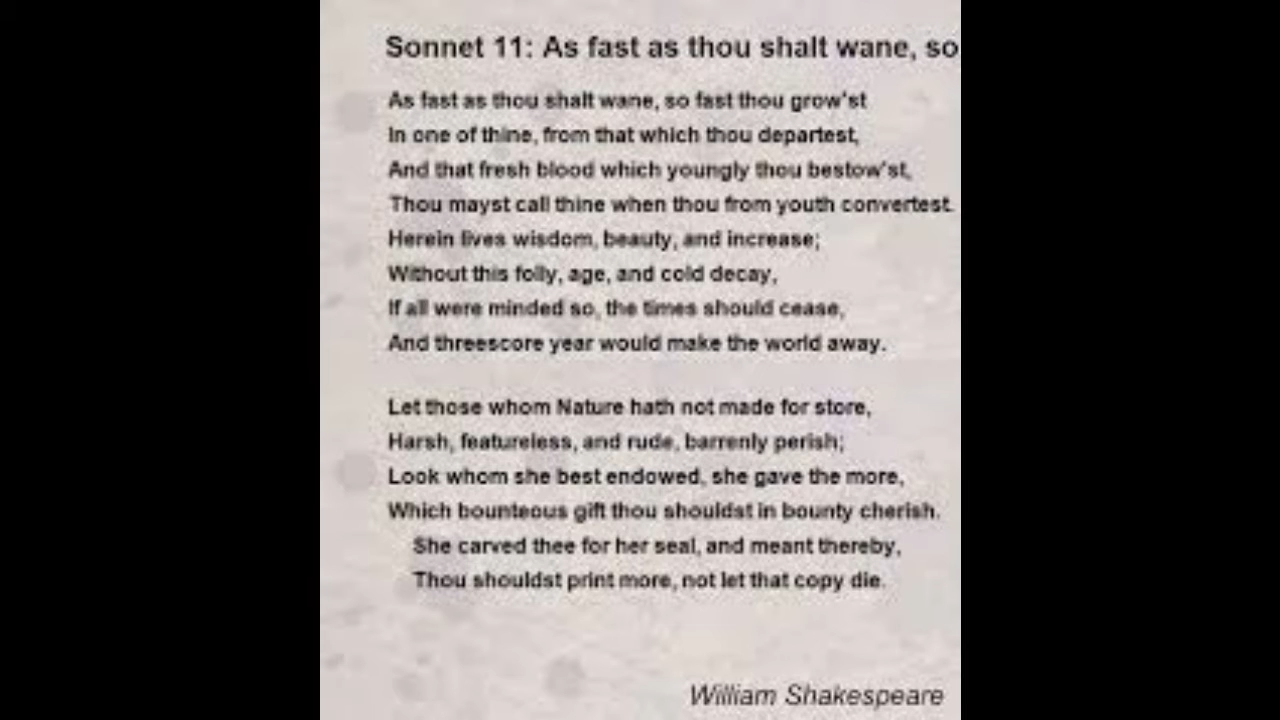 Sonnet 11: As fast as thou shalt wane, so
As fast as thou shalt wane, so fast thou grow'st
In one of thine, from that which thou departest,
And that fresh blood which youngly thou bestow'st,
Thou mayst call thine when thou from youth convertest.
Herein lives wisdom, beauty, and increase;
Without this folly, age, and cold decay,
If all were minded so, the times should cease,
And threescore year would make the world away.
Let those whom Nature hath not made for store,
Harsh, featureless, and rude, barrenly perish;
Look whom she best endowed, she gave the more,
Which bounteous gift thou shouldst in bounty cherish.
She carved thee for her seal, and meant thereby,
Thou shouldst print more, not let that copy die.
William Shakespeare